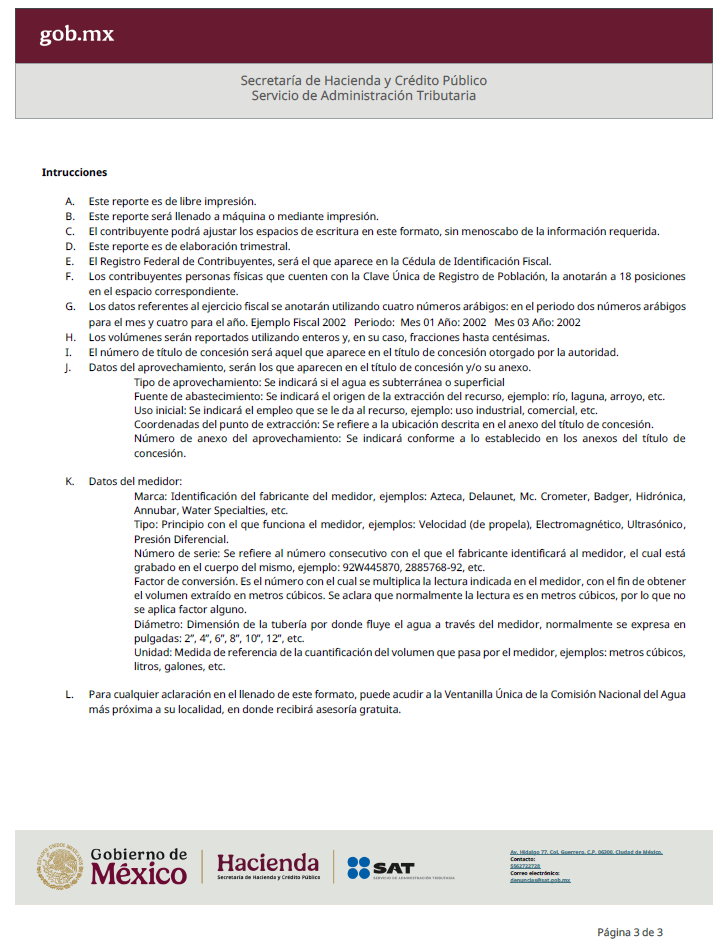 gob.mx
Secretaría de Hacienda y Crédito Público
Servicio de Administración Tributaria
Intrucciones
A. Este reporte es de libre impresión.
B. Este reporte será llenado a máquina o mediante impresión.
C. El contribuyente podrá ajustar los espacios de escritura en este formato, sin menoscabo de la información requerida.
D. Este reporte es de elaboración trimestral.
E. El Registro Federal de Contribuyentes, será el que aparece en la Cédula de Identificación Fiscal.
F. Los contribuyentes personas físicas que cuenten con la Clave Única de Registro de Población, la anotarán a 18 posiciones
en el espacio correspondiente.
G. Los datos referentes al ejercicio fiscal se anotarán utilizando cuatro números arábigos: en el periodo dos números arábigos
para el mes y cuatro para el año. Ejemplo Fiscal 2002 Periodo: Mes 01 Año: 2002 Mes 03 Año: 2002
H. Los volúmenes serán reportados utilizando enteros y, en su caso, fracciones hasta centésimas.
I. El número de título de concesión será aquel que aparece en el título de concesión otorgado por la autoridad.
J. Datos del aprovechamiento, serán los que aparecen en el título de concesión y/o su anexo.
Tipo de aprovechamiento: Se indicará si el agua es subterránea o superficial
Fuente de abastecimiento: Se indicará el origen de la extracción del recurso, ejemplo: río, laguna, arroyo, etc.
Uso inicial: Se indicará el empleo que se le da al recurso, ejemplo: uso industrial, comercial, etc.
Coordenadas del punto de extracción: Se refiere a la ubicación descrita en el anexo del título de concesión.
Número de anexo del aprovechamiento: Se indicará conforme a lo establecido en los anexos del título de
concesión.
K. Datos del medidor:
Marca: Identificación del fabricante del medidor, ejemplos: Azteca, Delaunet, Mc. Crometer, Badger, Hidrónica,
Annubar, Water Specialties, etc.
Tipo: Principio con el que funciona el medidor, ejemplos: Velocidad (de propela), Electromagnético, Ultrasónico,
Presión Diferencial.
Número de serie: Se refiere al número consecutivo con el que el fabricante identificará al medidor, el cual está
grabado en el cuerpo del mismo, ejemplo: 92W445870, 2885768-92, etc.
Factor de conversión. Es el número con el cual se multiplica la lectura indicada en el medidor, con el fin de obtener
el volumen extraído en metros cúbicos. Se aclara que normalmente la lectura es en metros cúbicos, por lo que no
se aplica factor alguno.
Diámetro: Dimensión de la tubería por donde fluye el agua a través del medidor, normalmente se expresa en
pulgadas: 2”, 4”, 6”, 8”, 10”, 12”, etc.
Unidad: Medida de referencia de la cuantificación del volumen que pasa por el medidor, ejemplos: metros cúbicos,
litros, galones, etc.
L. Para cualquier aclaración en el llenado de este formato, puede acudir a la Ventanilla Única de la Comisión Nacional del Agua
más próxima a su localidad, en donde recibirá asesoría gratuita.
Gobierno de
México
Hacienda
Secretaría de Hacienda y Crédito Público
SAT
SERVICIO DE ADMINISTRACIÓN TRIBUTARIA
Av. Hidalgo 77, Col. Guerrero, C.P. 06300, Ciudad de México.
Contacto:
5562722728
Correo electrónico:
denuncias@sat.gob.mx
Página 3 de 3